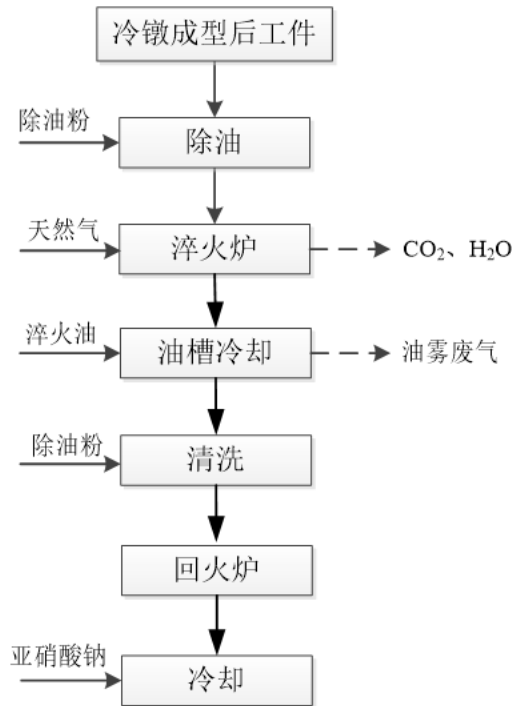 冷镦成型后工件
除油粉
除油
天然气
淬火炉
CO₂、H₂O
淬火油
油槽冷却
油雾废气
除油粉
清洗
回火炉
亚硝酸钠
冷却